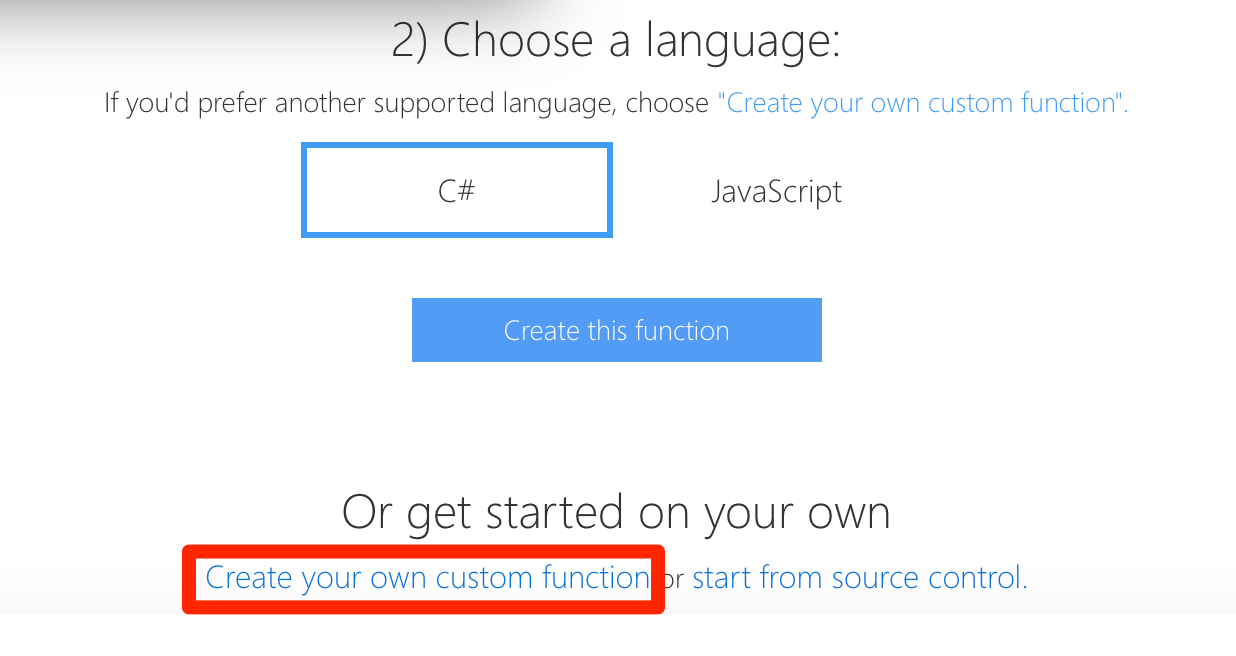 2) Choose a language:
If you'd prefer another supported language, choose "Create your own custom function".
C#
JavaScript
Create this function
Or get started on your own
Create your own custom function or start from source control.